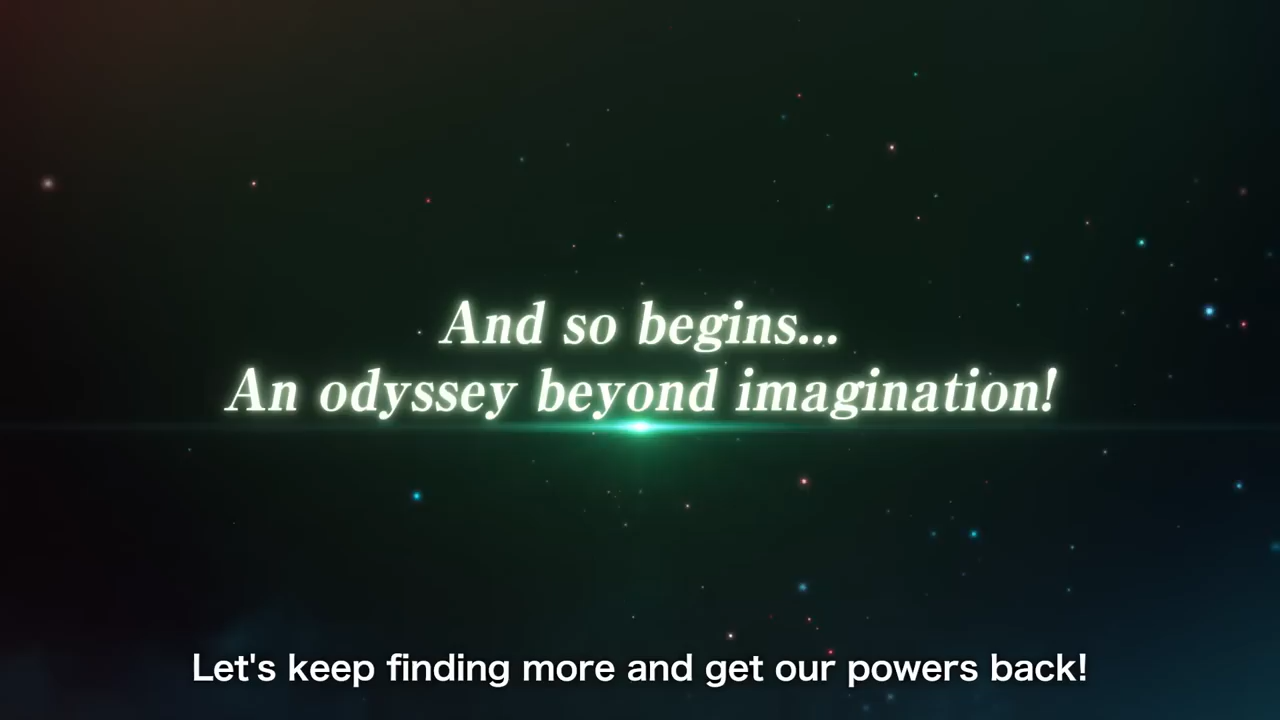 And so begins...
An odyssey beyond imagination!
Let's keep finding more and get our powers back!